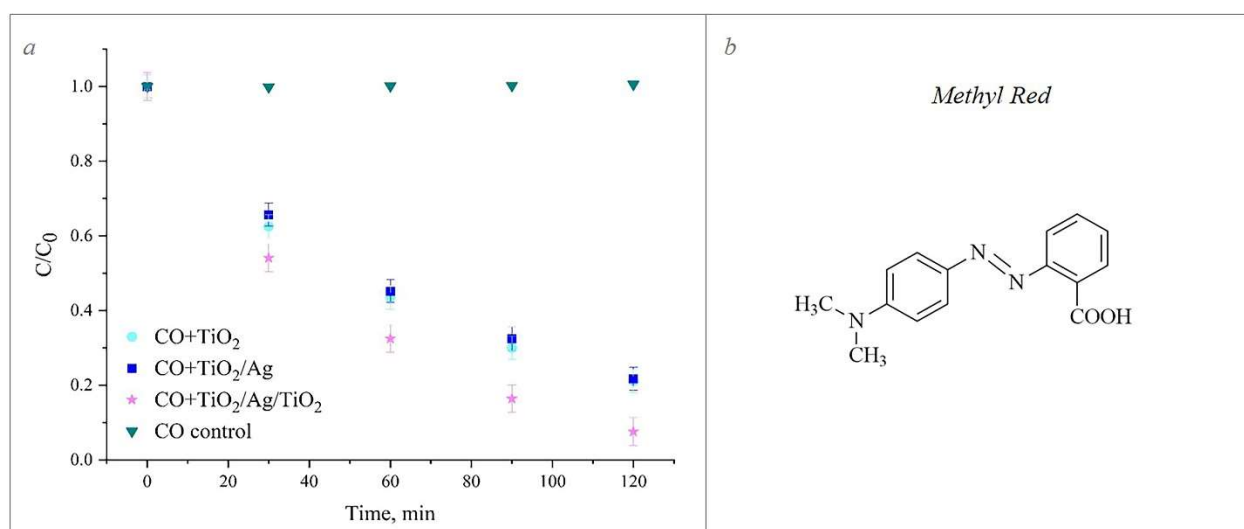 a
1.0
0.8
0.6
0.4
0.2
0.0
C/C₀
CO+TiO₂
CO+TiO₂/Ag
CO+TiO₂/Ag/TiO₂
CO control
0 20 40 60 80 100 120
Time, min
b
Methyl Red
N
N
H₃C
N
CH₃
COOH